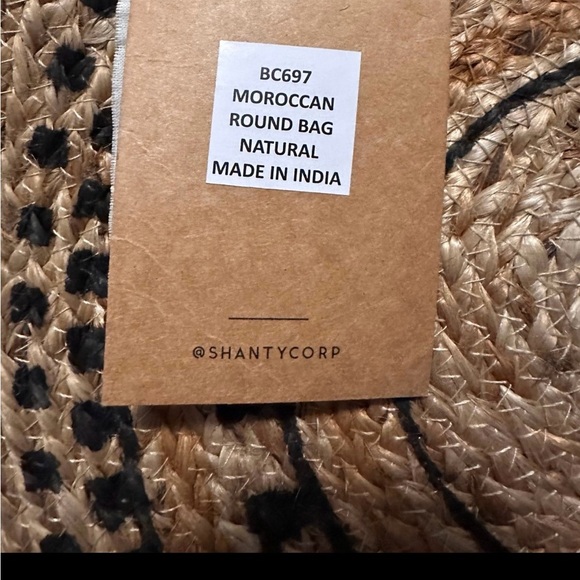 BC697
MOROCCAN
ROUND BAG
NATURAL
MADE IN INDIA
@SHANTYCORP